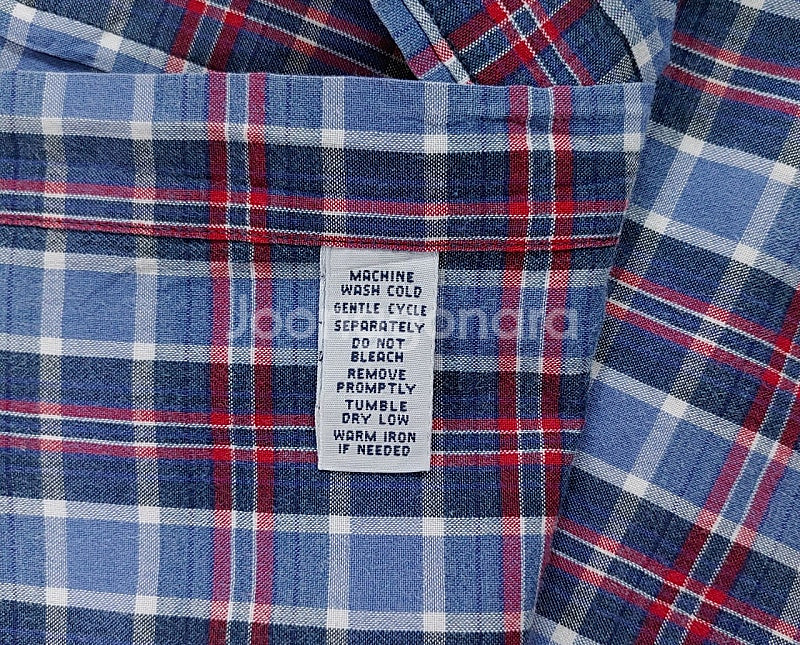 MACHINE
WASH COLD
GENTLE CYCLE
SEPARATELY
DO NOT
BLEACH
REMOVE
PROMPTLY
TUMBLE
DRY LOW
WARM IRON
IF NEEDED